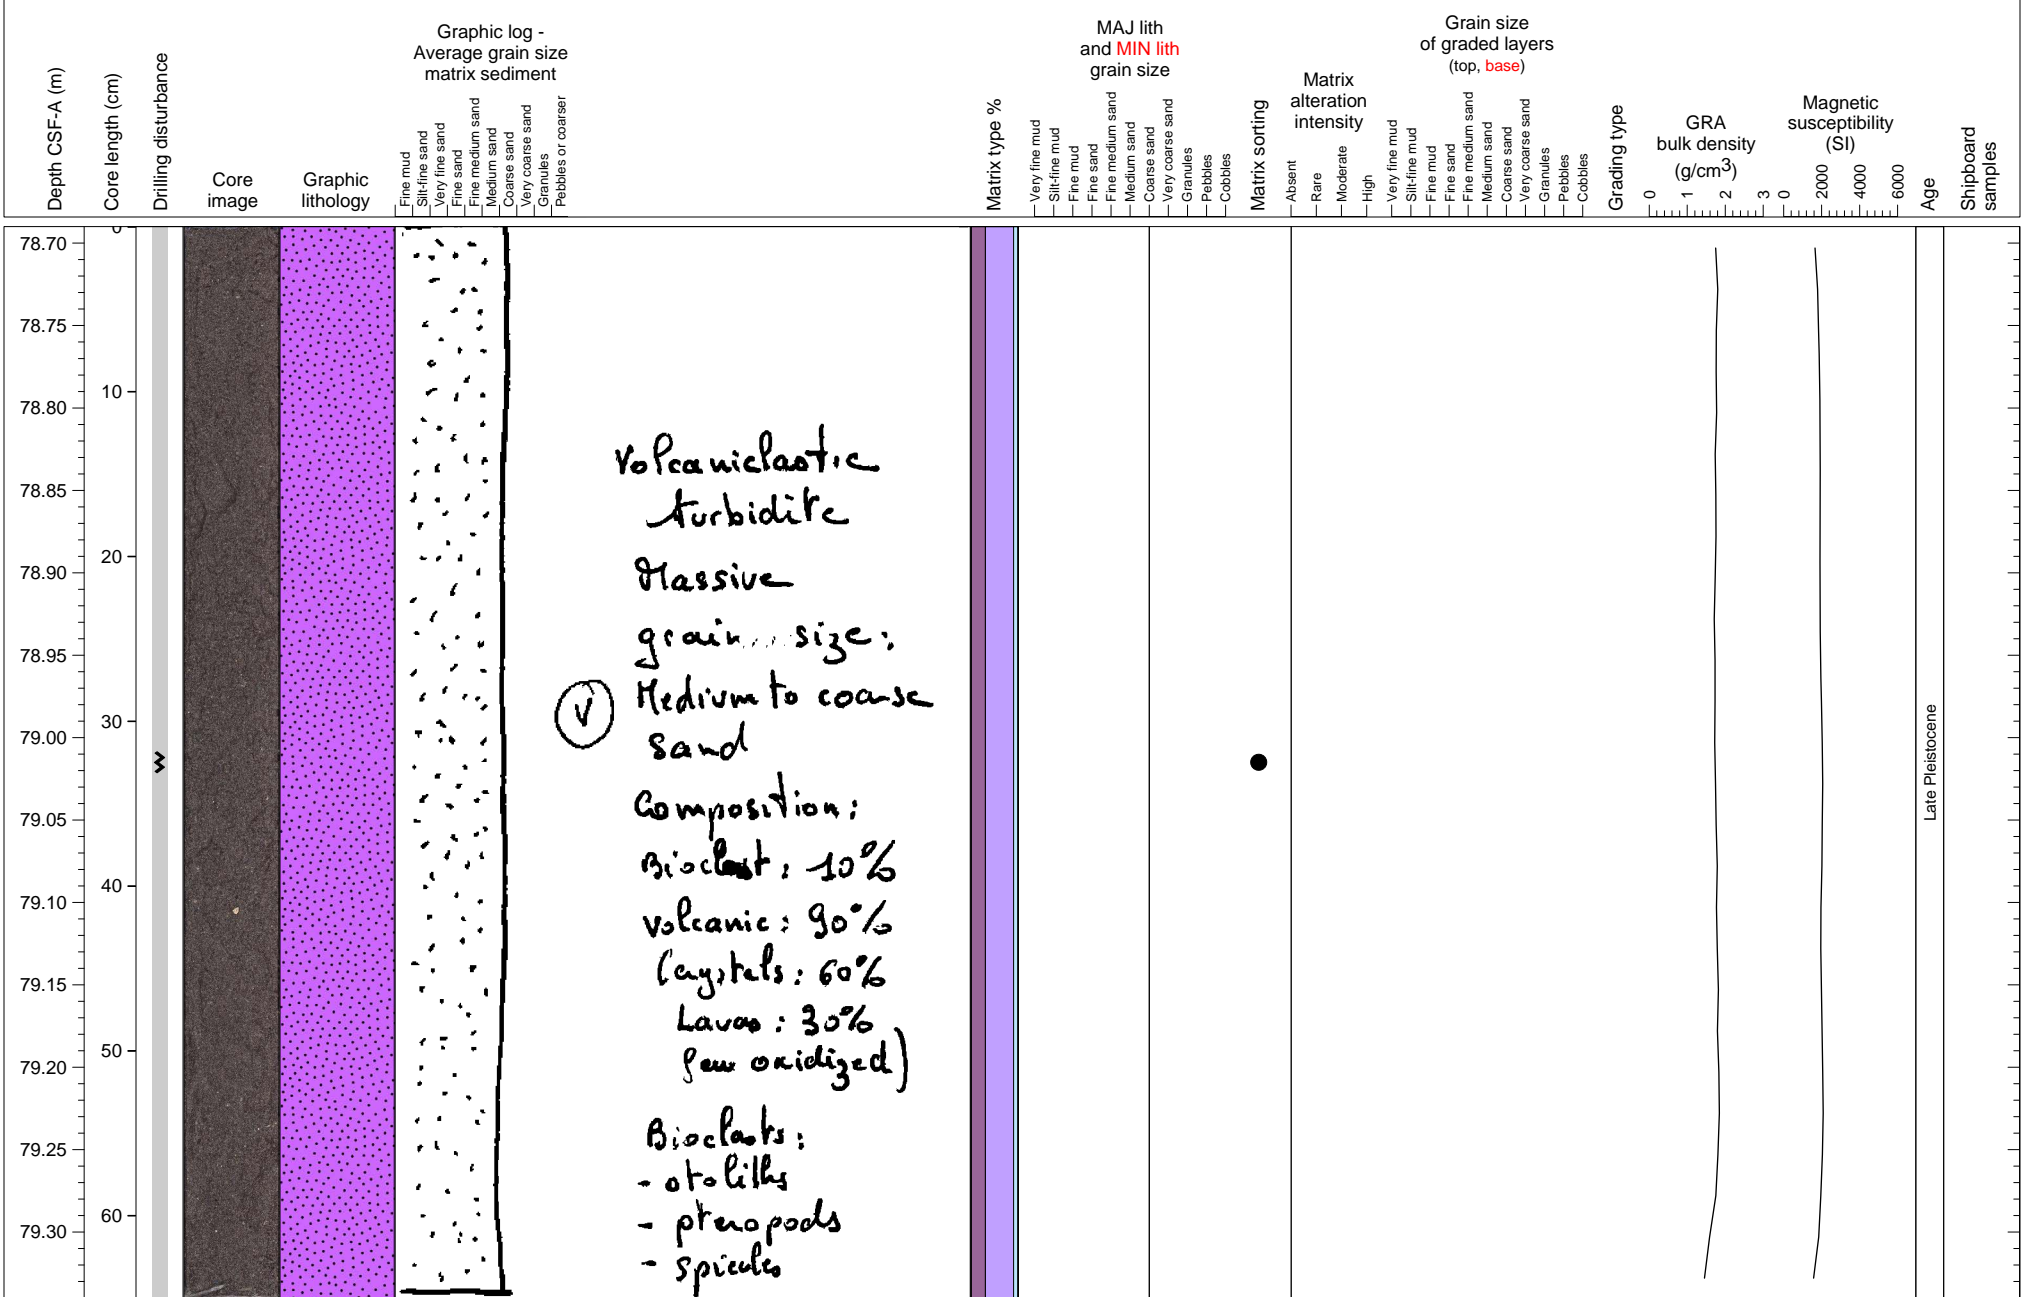 Depth CSF-A (m)
Core length (cm)
Drilling disturbance
Core
image
Graphic
lithology
Graphic log -
Average grain size
matrix sediment
Fine mud
Silt-fine sand
Very fine sand
Fine sand
Fine medium sand
Medium sand
Coarse sand
Very coarse sand
Granules
Pebbles or coarser
Matrix type %
MAJ lith
and MIN lith
grain size
Very fine mud
Silt-fine mud
Fine mud
Fine sand
Fine medium sand
Medium sand
Coarse sand
Very coarse sand
Granules
Pebbles
Cobbles
Matrix sorting
Matrix
alteration
intensity
Absent
Rare
Moderate
High
Grain size
of graded layers
(top, base)
Very fine mud
Silt-fine mud
Fine mud
Fine sand
Fine medium sand
Medium sand
Coarse sand
Very coarse sand
Granules
Pebbles
Cobbles
Grading type
GRA
bulk density
(g/cm3)
0 1 2 3
Magnetic
susceptibility
(SI)
0 2000 4000 6000
Age
Shipboard
samples
78.70
78.75
78.80
78.85
78.90
78.95
79.00
79.05
79.10
79.15
79.20
79.25
79.30
0
10
20
30
40
50
60
Volcaniclastic
turbidite
Massive
grain size:
V
Medium to coarse
sand
Composition:
Bioclast: 10%
volcanic: 90%
(crystals: 60%
Lavas: 30%
few oxidized)
Bioclasts:
- otoliths
- pteropods
- spicules
Late Pleistocene